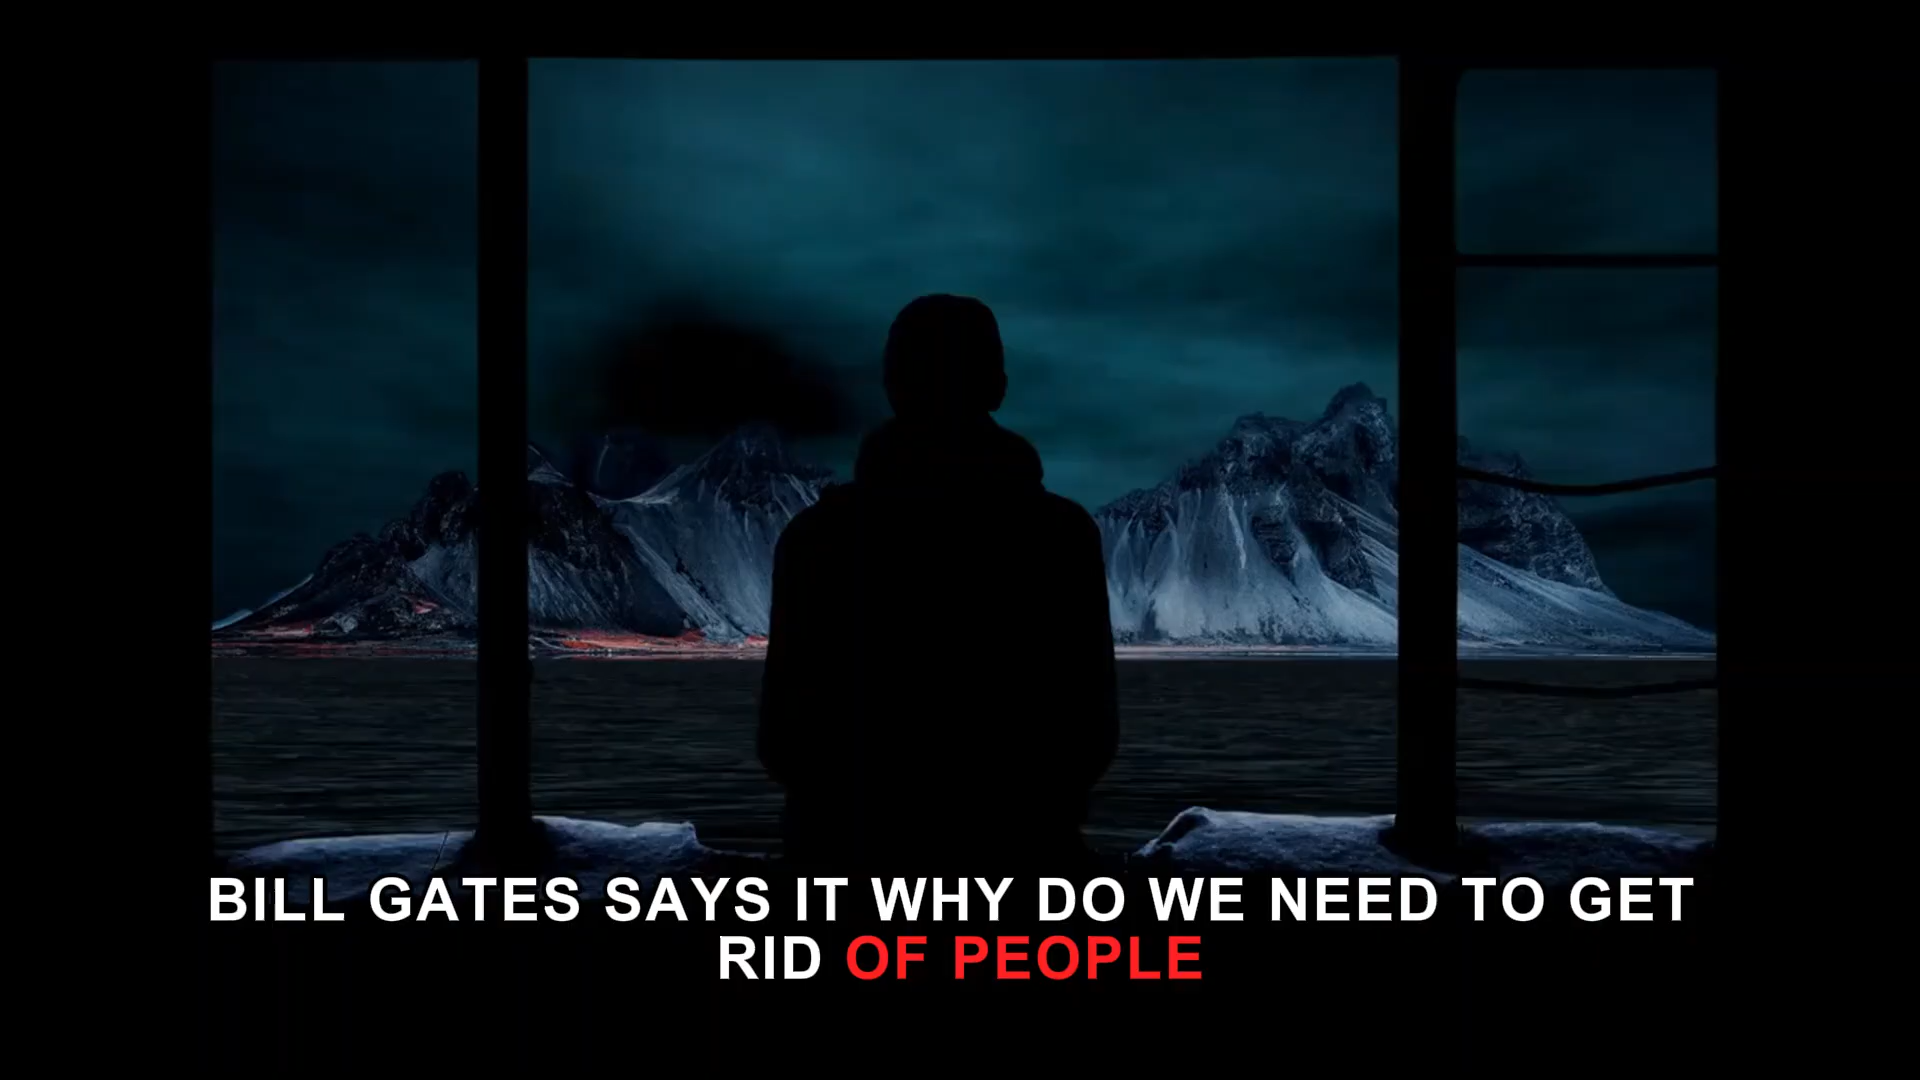 BILL GATES SAYS IT WHY DO WE NEED TO GET
RID OF PEOPLE